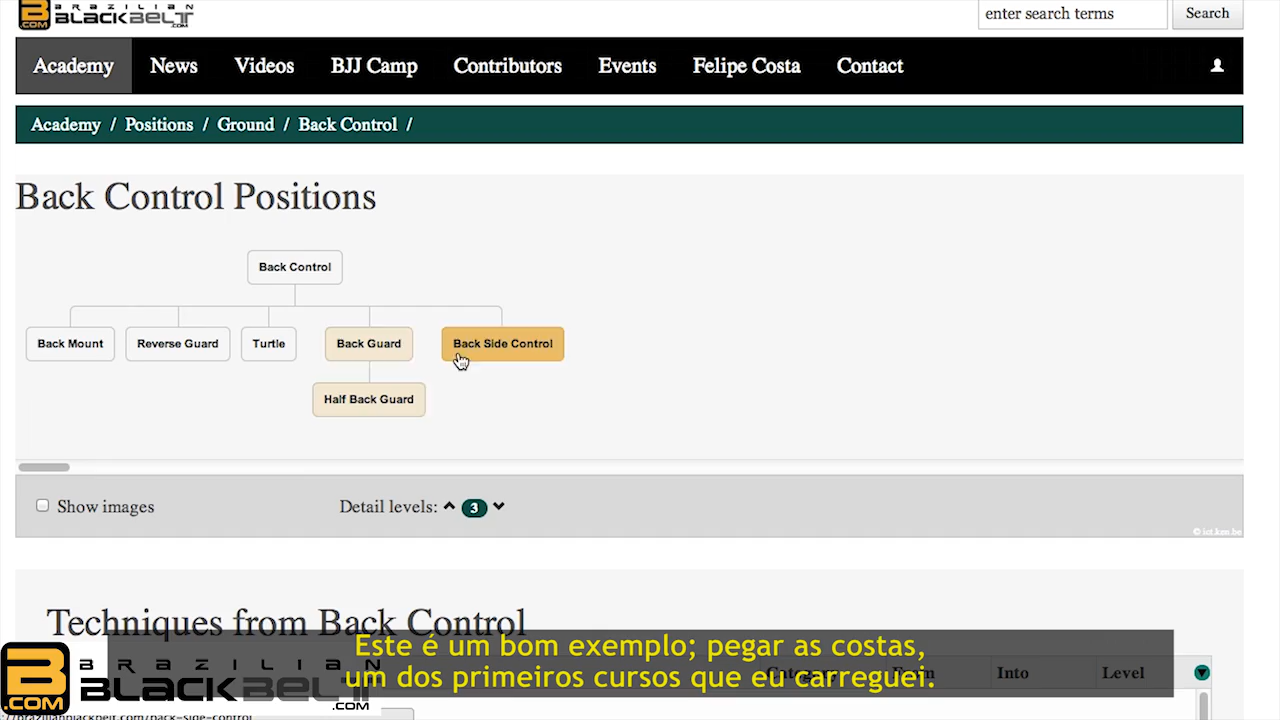 BRAZILIAN
BLACKBELT
.COM
enter search terms
Search
Academy
News
Videos
BJJ Camp
Contributors
Events
Felipe Costa
Contact
Academy / Positions / Ground / Back Control /
Back Control Positions
Back Control
Back Mount
Reverse Guard
Turtle
Back Guard
Back Side Control
Half Back Guard
Show images
Detail levels: 3
Techniques from Back Control
Este é um bom exemplo; pegar as costas,
um dos primeiros cursos que eu carreguei.
Category
Into
Level
BRAZILIAN
BLACKBELT
.COM
.COM